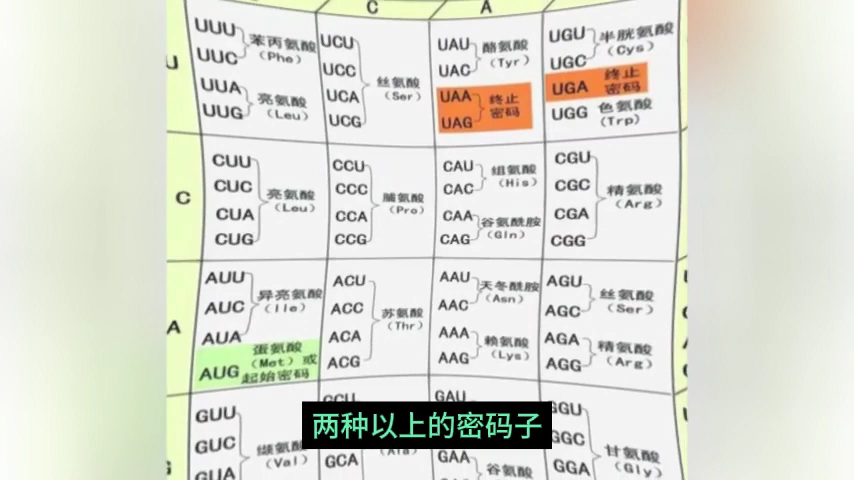 C
A
U
UUU
UUC
苯丙氨酸
(Phe)
UUA
UUG
亮氨酸
(Leu)
UCU
UCC
UCA
UCG
丝氨酸
(Ser)
UAU
UAC
酪氨酸
(Tyr)
UAA
UAG
终止
密码
UGU
UGC
半胱氨酸
(Cys)
UGA
终止
密码
UGG
色氨酸
(Trp)
C
CUU
CUC
CUA
CUG
亮氨酸
(Leu)
CCU
CCC
CCA
CCG
脯氨酸
(Pro)
CAU
CAC
组氨酸
(His)
CAA
CAG
谷氨酰胺
(Gln)
CGU
CGC
CGA
CGG
精氨酸
(Arg)
A
AUU
AUC
AUA
异亮氨酸
(Ile)
AUG
蛋氨酸
(Met)或
起始密码
ACU
ACC
ACA
ACG
苏氨酸
(Thr)
AAU
AAC
天冬酰胺
(Asn)
AAA
AAG
赖氨酸
(Lys)
AGU
AGC
丝氨酸
(Ser)
AGA
AGG
精氨酸
(Arg)
GUU
GUC
GUA
缬氨酸
(Val)
GCU
GCA
(Ala)
GAU
GAA
谷氨酸
GGU
GGC
GGA
甘氨酸
(Gly)
两种以上的密码子